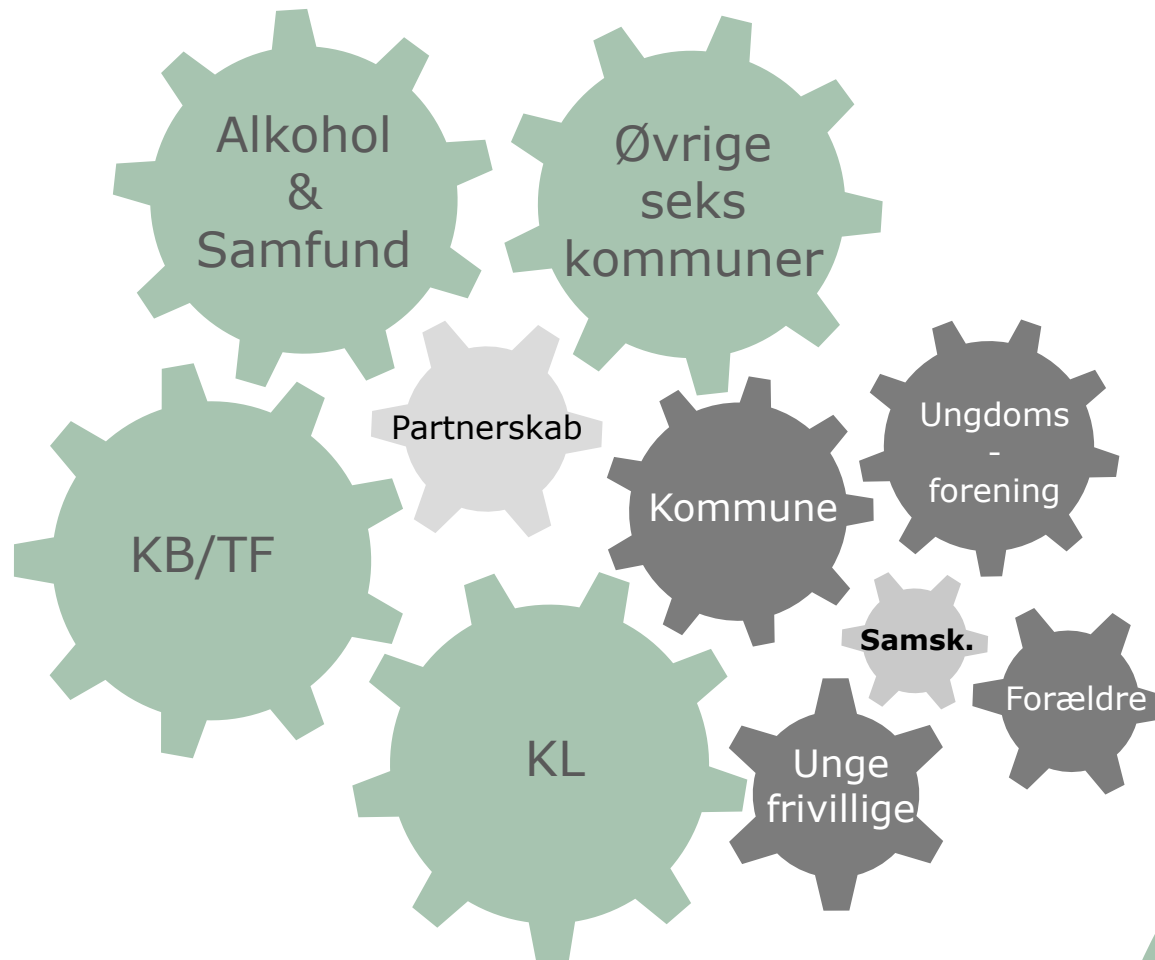 Alkohol
&
Samfund
Øvrige
seks
kommuner
Partnerskab
Ungdoms
-
forening
Kommune
KB/TF
Samsk.
Forældre
KL
Unge
frivillige